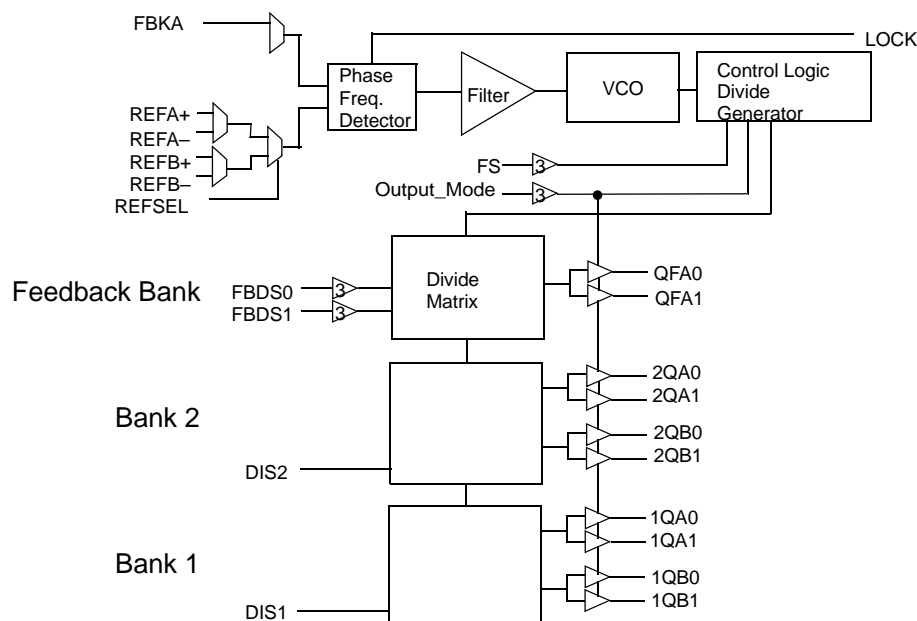 FBKA
LOCK
Phase
Freq.
Detector
Filter
VCO
Control Logic
Divide
Generator
REFA+
REFA–
REFB+
REFB–
REFSEL
FS
3
Output_Mode
3
Feedback Bank
FBDS0
3
FBDS1
3
Divide
Matrix
QFA0
QFA1
Bank 2
DIS2
2QA0
2QA1
2QB0
2QB1
Bank 1
DIS1
1QA0
1QA1
1QB0
1QB1